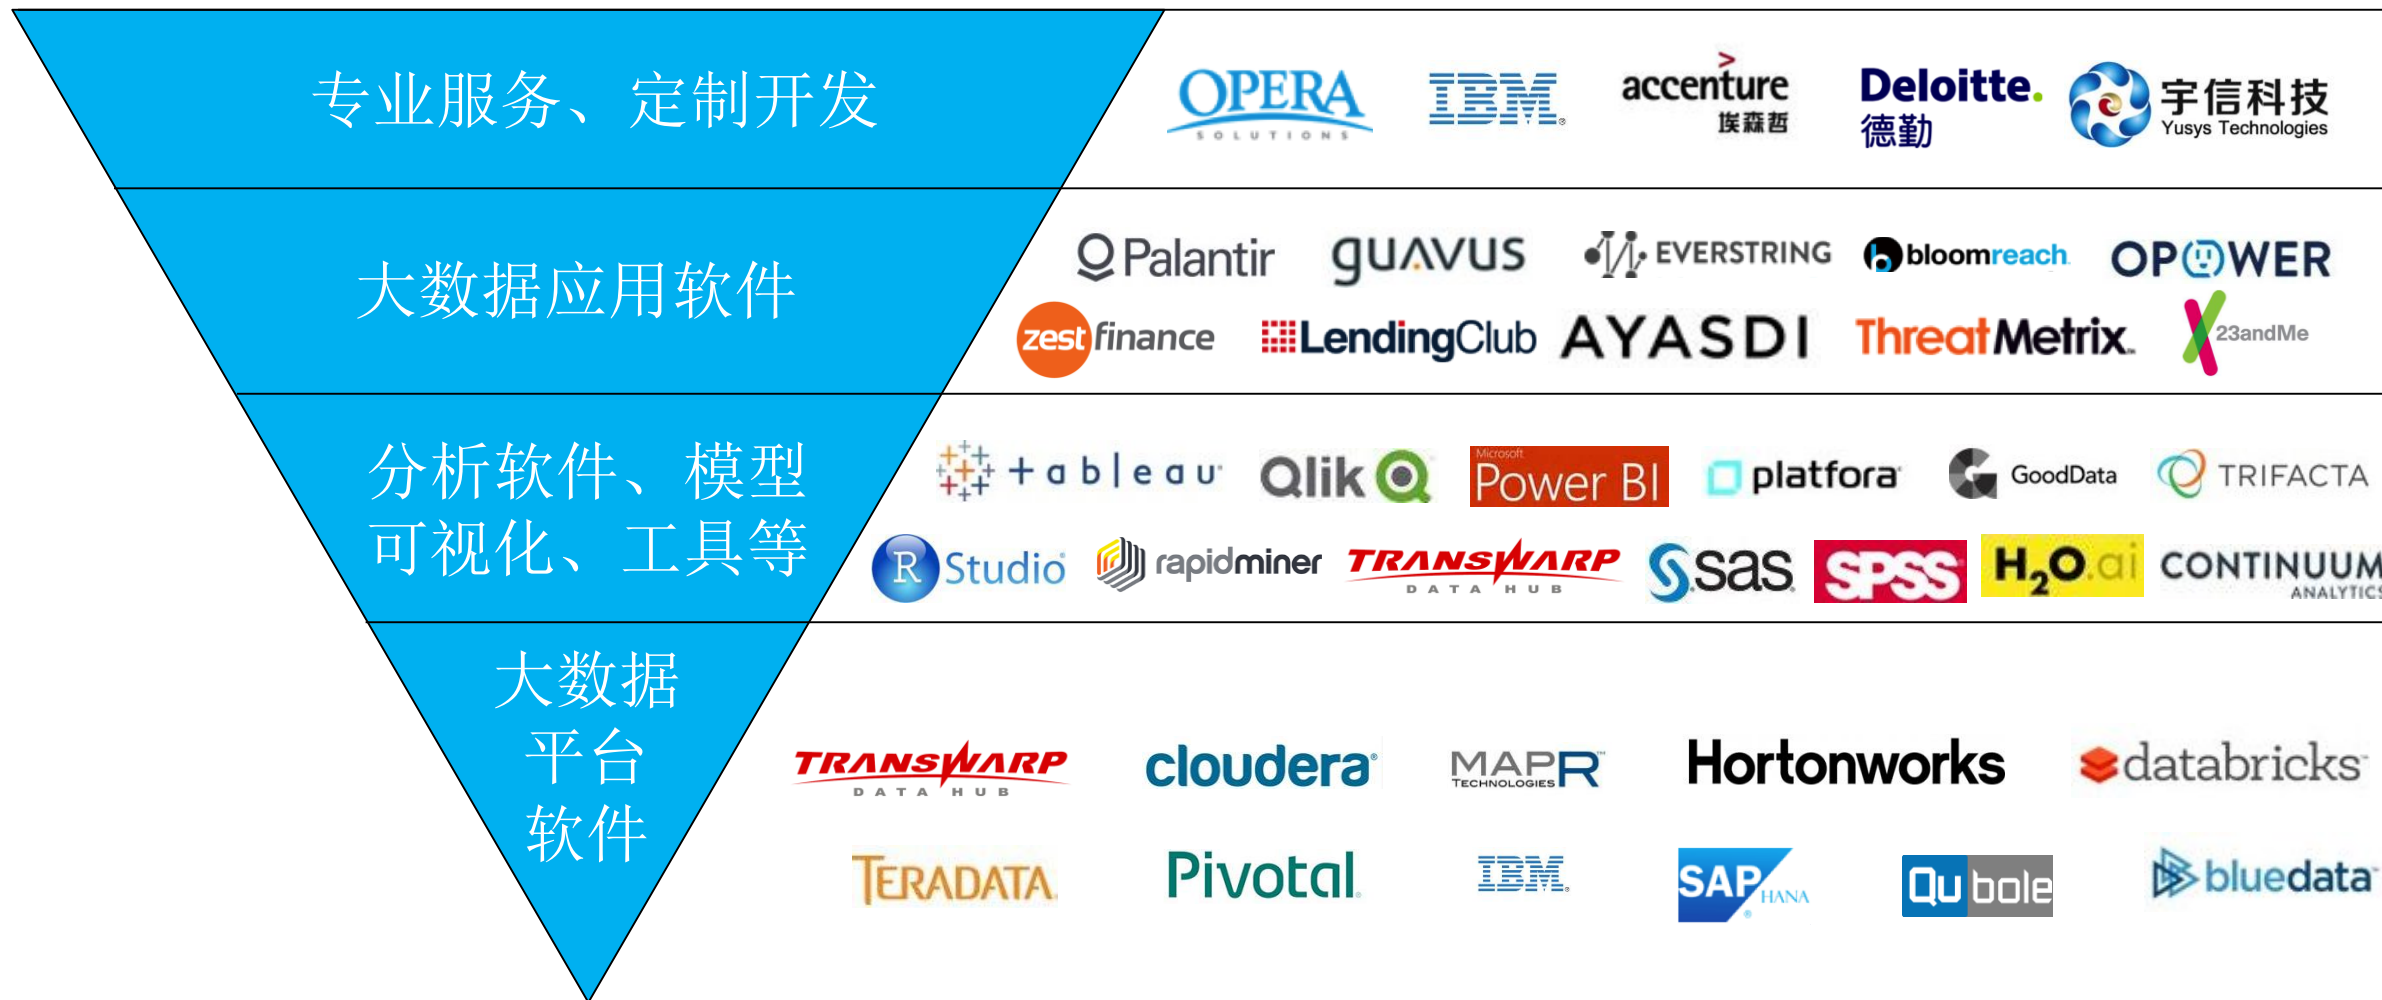 专业服务、定制开发
OPERA SOLUTIONS
IBM®
accenture 埃森哲
Deloitte. 德勤
宇信科技 Yusys Technologies
大数据应用软件
Palantir
guavus
EVERSTRING
bloomreach
OPOWER
zestfinance
LendingClub
AYASDI
ThreatMetrix
23andMe
分析软件、模型
可视化、工具等
+ableau
Qlik
Microsoft Power BI
platfora
GoodData
TRIFACTA
R Studio
rapidminer
TRANSWARP DATA HUB
sas
SPSS
H2O.ai
CONTINUUM ANALYTICS
大数据
平台
软件
TRANSWARP DATA HUB
cloudera
MAPR TECHNOLOGIES
Hortonworks
databricks
TERADATA
Pivotal
IBM
SAP HANA
Qubole
bluedata